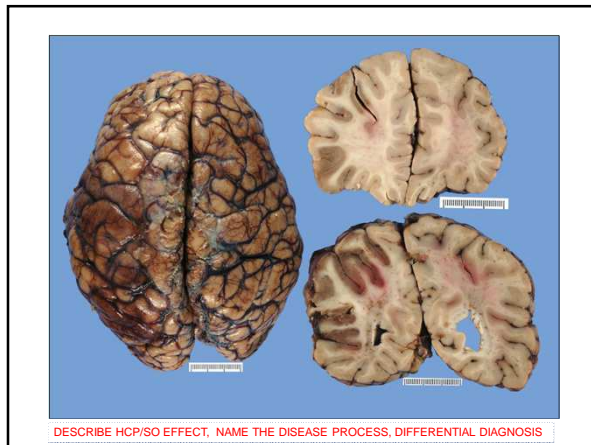 DESCRIBE HCP/SO EFFECT, NAME THE DISEASE PROCESS, DIFFERENTIAL DIAGNOSIS